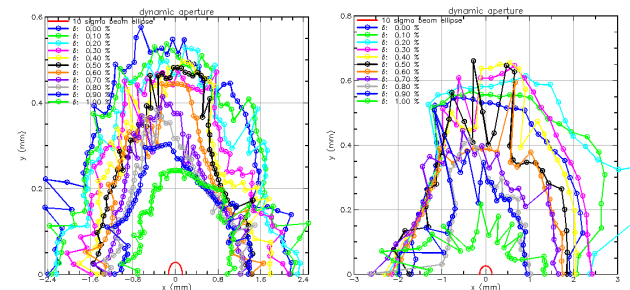 dynamic aperture
10 sigma beam ellipse
δ: 0.00 %
δ: 0.10 %
δ: 0.20 %
δ: 0.30 %
δ: 0.40 %
δ: 0.50 %
δ: 0.60 %
δ: 0.70 %
δ: 0.80 %
δ: 0.90 %
δ: 1.00 %
y (mm)
0.6
0.4
0.2
0
−2.4 −1.6 −0.8 0.0 0.8 1.6 2.4
x (mm)
dynamic aperture
10 sigma beam ellipse
δ: 0.00 %
δ: 0.10 %
δ: 0.20 %
δ: 0.30 %
δ: 0.40 %
δ: 0.50 %
δ: 0.60 %
δ: 0.70 %
δ: 0.80 %
δ: 0.90 %
δ: 1.00 %
y (mm)
0.8
0.6
0.4
0.2
0
−3 −2 −1 0 1 2 3
x (mm)